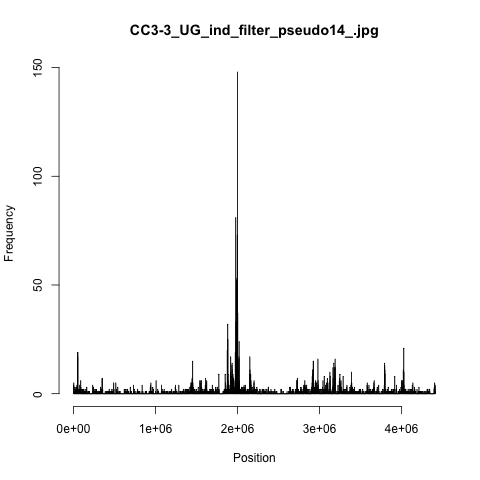 CC3-3_UG_ind_filter_pseudo14_.jpg
150
100
50
0
Frequency
0e+00 1e+06 2e+06 3e+06 4e+06
Position